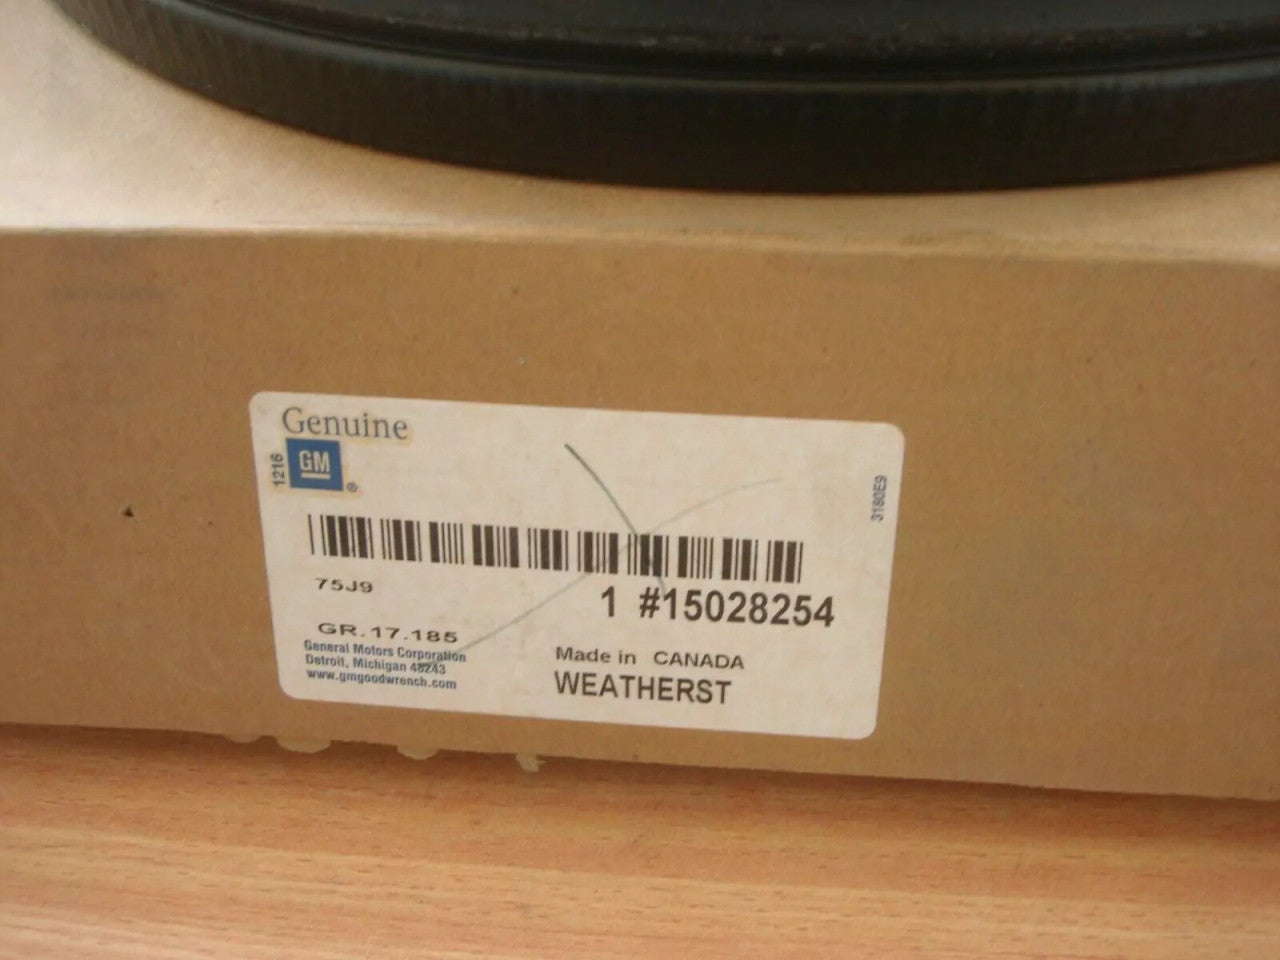 Genuine
1216
GM
®
3180E9
75J9
1 #15028254
GR.17.185
General Motors Corporation
Detroit, Michigan 48243
www.gmgoodwrench.com
Made in CANADA
WEATHERST